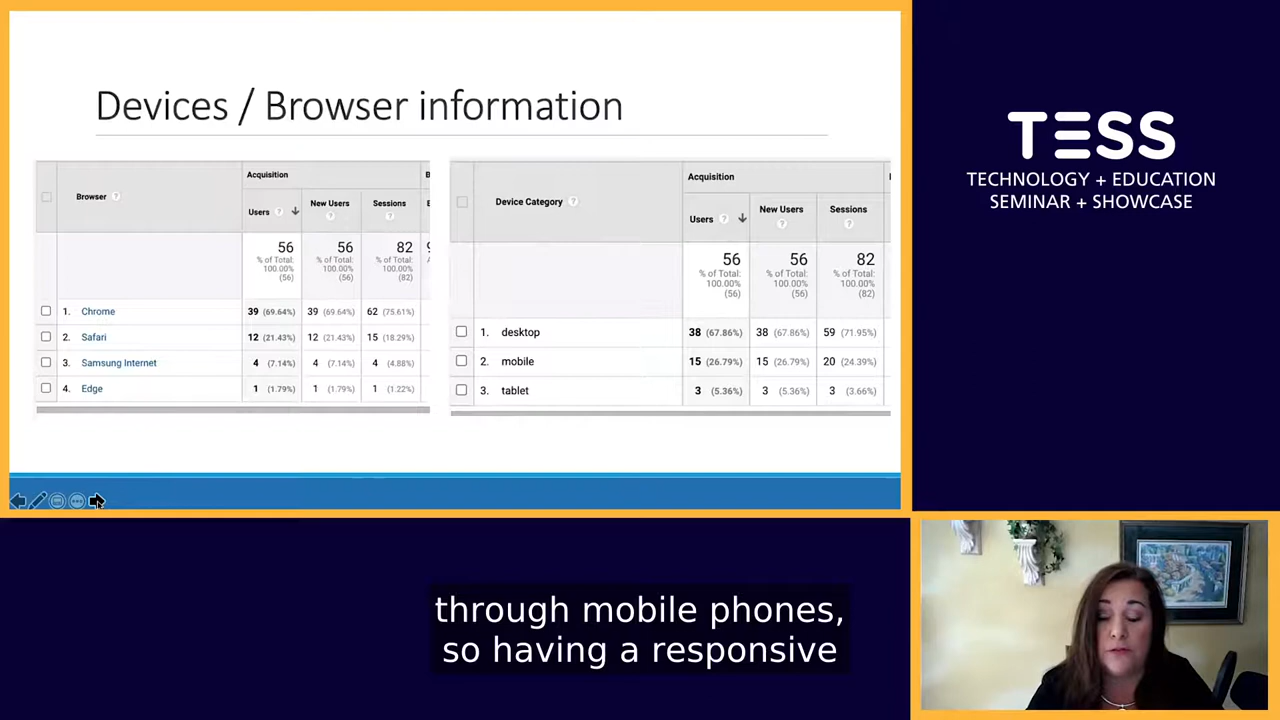 Devices / Browser information
Browser ?
Acquisition
B
Users ? New Users ? Sessions ?
56 56 82
% of Total: % of Total: % of Total:
100.00% 100.00% 100.00%
(56) (56) (82)
1. Chrome 39 (69.64%) 39 (69.64%) 62 (75.61%)
2. Safari 12 (21.43%) 12 (21.43%) 15 (18.29%)
3. Samsung Internet 4 (7.14%) 4 (7.14%) 4 (4.88%)
4. Edge 1 (1.79%) 1 (1.79%) 1 (1.22%)
Device Category ?
Acquisition
Users ? New Users ? Sessions ?
56 56 82
% of Total: % of Total: % of Total:
100.00% 100.00% 100.00%
(56) (56) (82)
1. desktop 38 (67.86%) 38 (67.86%) 59 (71.95%)
2. mobile 15 (26.79%) 15 (26.79%) 20 (24.39%)
3. tablet 3 (5.36%) 3 (5.36%) 3 (3.66%)
TESS
TECHNOLOGY + EDUCATION
SEMINAR + SHOWCASE
through mobile phones,
so having a responsive